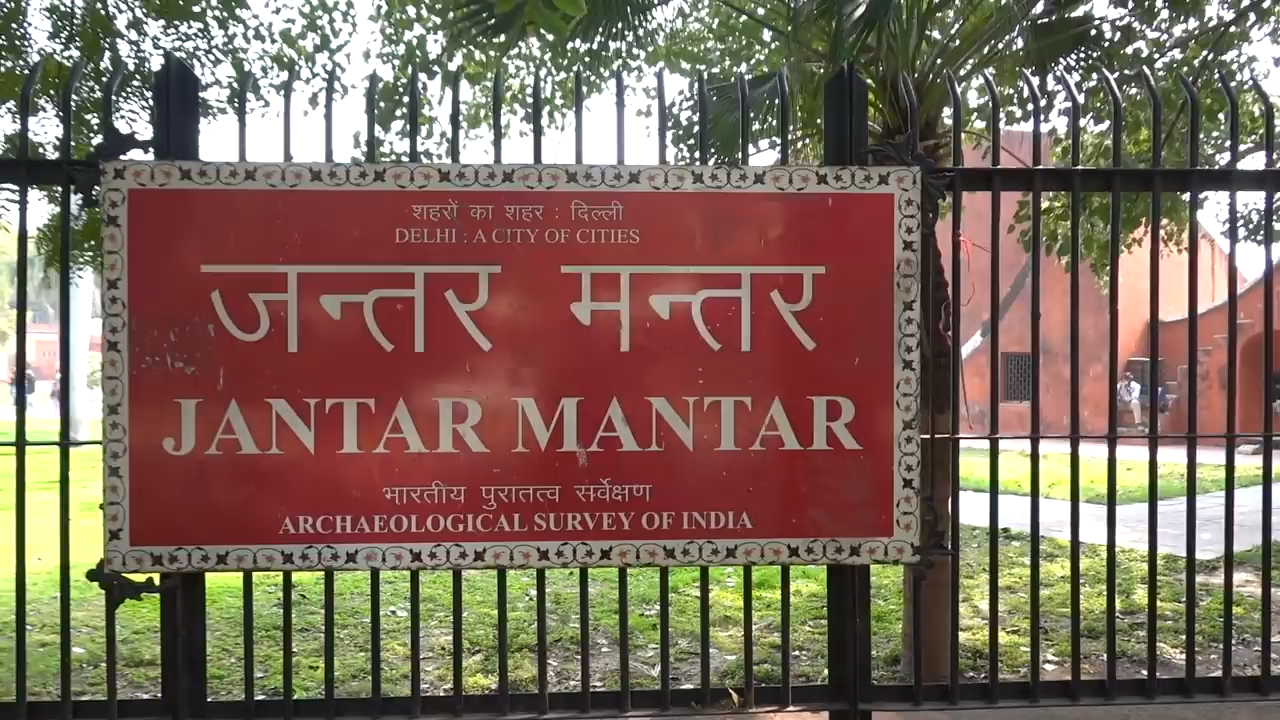 शहरों का शहर : दिल्ली
DELHI : A CITY OF CITIES
जन्तर मन्तर
JANTAR MANTAR
भारतीय पुरातत्व सर्वेक्षण
ARCHAEOLOGICAL SURVEY OF INDIA